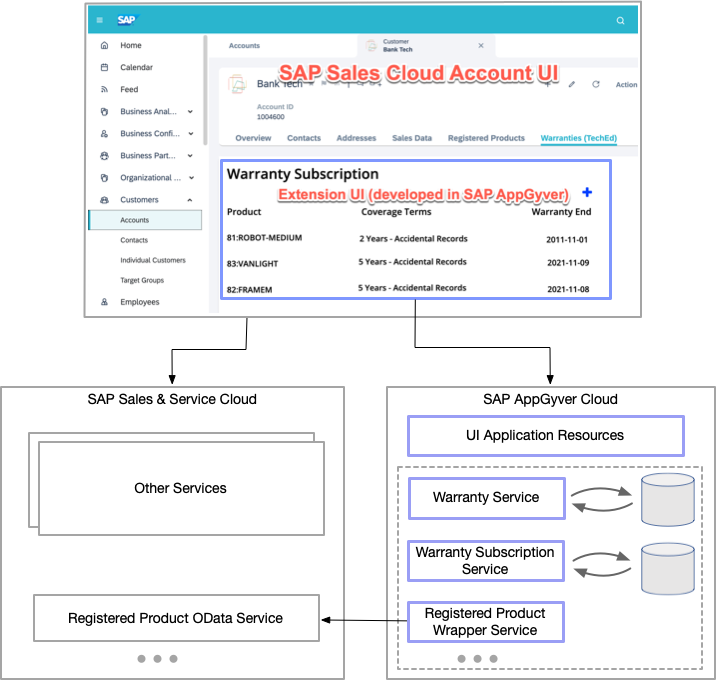 SAP
Home
Calendar
Feed
Business Anal...
Business Confi...
Business Part...
Organizational ...
Customers
Accounts
Contacts
Individual Customers
Target Groups
Employees
Accounts
Customer
Bank Tech
SAP Sales Cloud Account UI
Bank Tech
Action
Account ID
1004600
Overview Contacts Addresses Sales Data Registered Products Warranties (TechEd)
Warranty Subscription
Extension UI (developed in SAP AppGyver)
Product Coverage Terms Warranty End
81:ROBOT-MEDIUM 2 Years - Accidental Records 2011-11-01
83:VANLIGHT 5 Years - Accidental Records 2021-11-09
82:FRAMEM 5 Years - Accidental Records 2021-11-08
SAP Sales & Service Cloud
Other Services
Registered Product OData Service
SAP AppGyver Cloud
UI Application Resources
Warranty Service
Warranty Subscription
Service
Registered Product
Wrapper Service